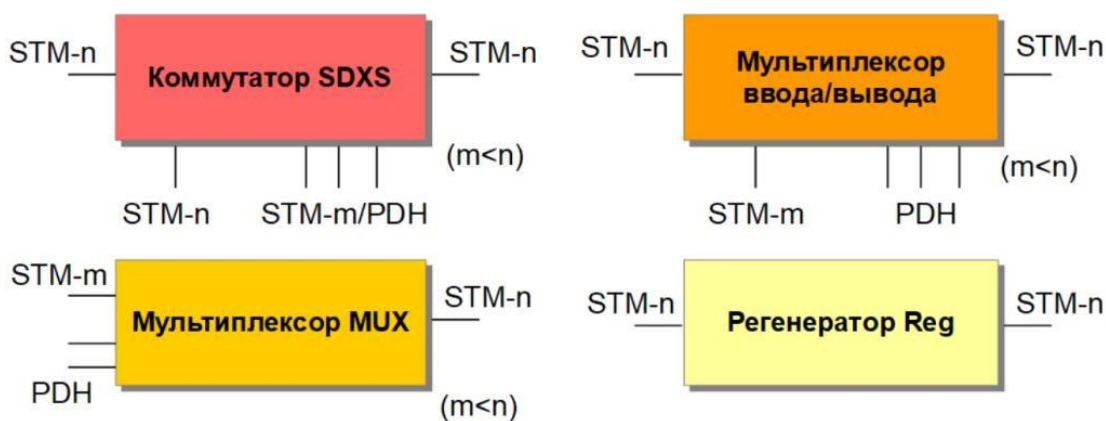 STM-n
Коммутатор SDXS
STM-n
(m<n)
STM-n
STM-m/PDH
STM-n
Мультиплексор
ввода/вывода
STM-n
(m<n)
STM-m
PDH
STM-m
Мультиплексор MUX
STM-n
PDH
(m<n)
STM-n
Регенератор Reg
STM-n